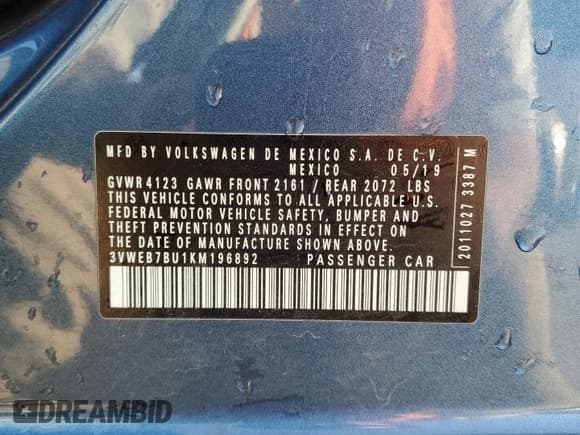 MFD BY VOLKSWAGEN DE MEXICO S.A. DE C.V.
MEXICO 05/19
GVWR 4123 GAWR FRONT 2161 / REAR 2072 LBS
THIS VEHICLE CONFORMS TO ALL APPLICABLE U.S.
FEDERAL MOTOR VEHICLE SAFETY, BUMPER AND
THEFT PREVENTION STANDARDS IN EFFECT ON
THE DATE OF MANUFACTURE SHOWN ABOVE
3VWEB7BU1KM196892 PASSENGER CAR
2011027 3387 M
DREAMBID